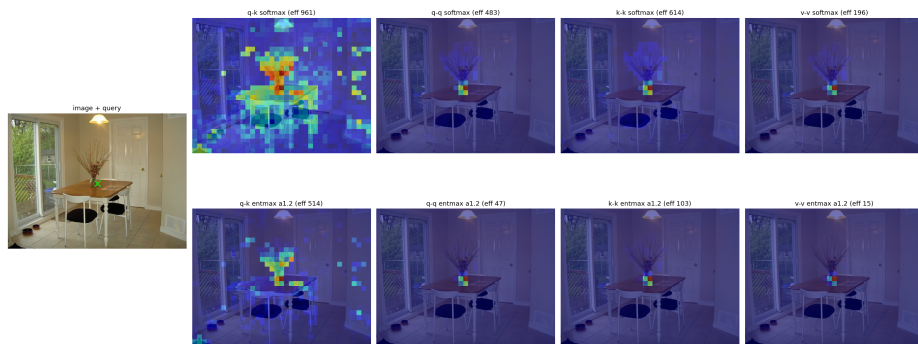 q-k softmax (eff 961)
q-q softmax (eff 483)
k-k softmax (eff 614)
v-v softmax (eff 196)
image + query
q-k entmax a1.2 (eff 514)
q-q entmax a1.2 (eff 47)
k-k entmax a1.2 (eff 103)
v-v entmax a1.2 (eff 15)